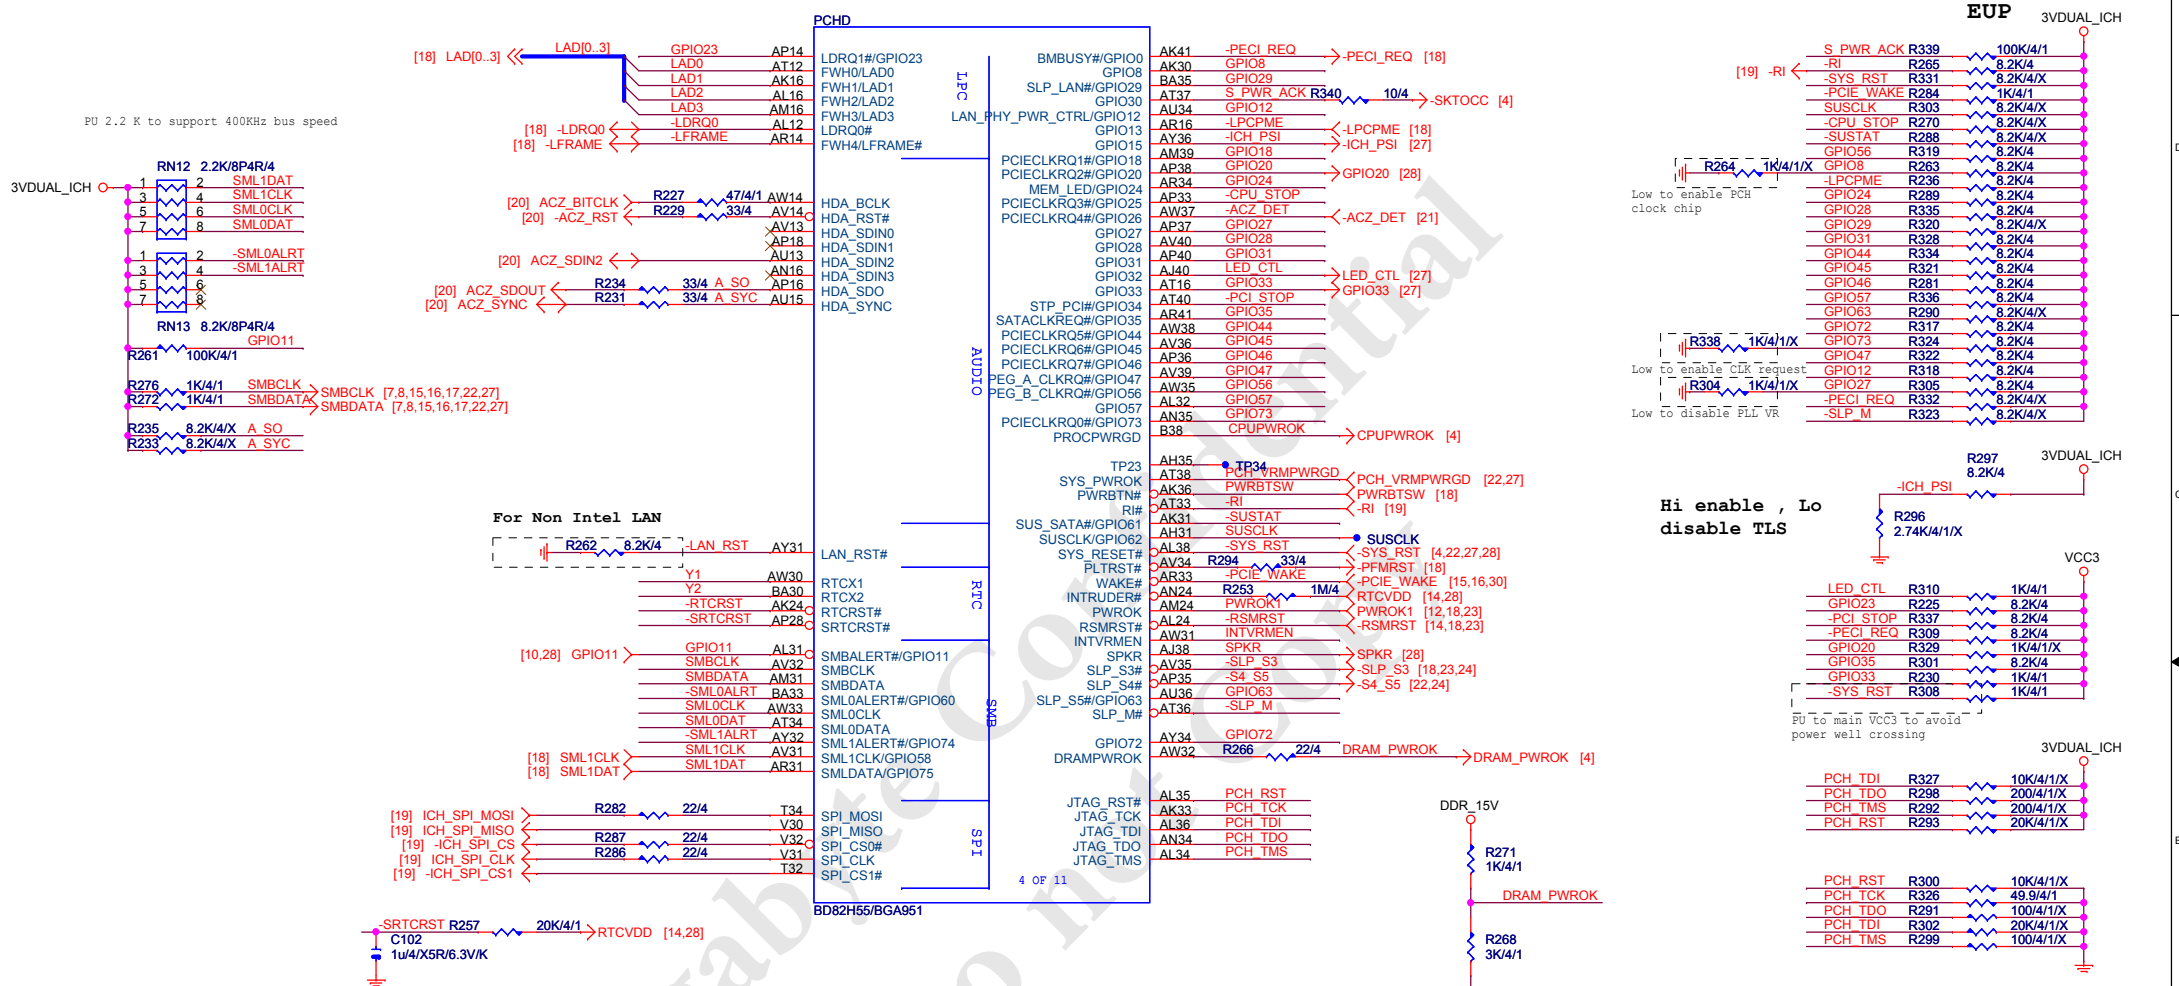 PCHD
EUP
3VDUAL_ICH
[18] LAD[0..3] LAD[0..3]
GPIO23 AP14 LDRQ1#/GPIO23
LAD0 AT12 FWH0/LAD0
LAD1 AK16 FWH1/LAD1
LAD2 AL16 FWH2/LAD2
LAD3 AM16 FWH3/LAD3
[18] -LDRQ0 -LDRQ0 AL12 LDRQ0#
[18] -LFRAME -LFRAME AR14 FWH4/LFRAME#
LPC
PU 2.2 K to support 400KHz bus speed
RN12 2.2K/8P4R/4
3VDUAL_ICH
1 2 SML1DAT
3 4 SML1CLK
5 6 SML0CLK
7 8 SML0DAT
1 2 -SML0ALRT
3 4 -SML1ALRT
5 6
7 8
RN13 8.2K/8P4R/4
GPIO11
R261 100K/4/1
R276 1K/4/1 SMBCLK SMBCLK [7,8,15,16,17,22,27]
R272 1K/4/1 SMBDATA SMBDATA [7,8,15,16,17,22,27]
R235 8.2K/4/X A_SO
R233 8.2K/4/X A_SYC
[20] ACZ_BITCLK R227 47/4/1 AW14 HDA_BCLK
[20] -ACZ_RST R229 33/4 AV14 HDA_RST#
AV13 HDA_SDIN0
AP18 HDA_SDIN1
[20] ACZ_SDIN2 AU13 HDA_SDIN2
AN16 HDA_SDIN3
[20] ACZ_SDOUT R234 33/4 A_SO AP16 HDA_SDO
[20] ACZ_SYNC R231 33/4 A_SYC AU15 HDA_SYNC
AUDIO
For Non Intel LAN
R262 8.2K/4 -LAN_RST AY31 LAN_RST#
Y1 AW30 RTCX1
Y2 BA30 RTCX2
-RTCRST AK24 RTCRST#
-SRTCRST AP28 SRTCRST#
RTC
[10,28] GPIO11 GPIO11 AL31 SMBALERT#/GPIO11
SMBCLK AV32 SMBCLK
SMBDATA AM31 SMBDATA
-SML0ALRT BA33 SML0ALERT#/GPIO60
SML0CLK AW33 SML0CLK
SML0DAT AT34 SML0DATA
-SML1ALRT AY32 SML1ALERT#/GPIO74
[18] SML1CLK SML1CLK AV31 SML1CLK/GPIO58
[18] SML1DAT SML1DAT AR31 SMLDATA/GPIO75
SMB
[19] ICH_SPI_MOSI R282 22/4 T34 SPI_MOSI
[19] ICH_SPI_MISO V30 SPI_MISO
[19] -ICH_SPI_CS R287 22/4 V32 SPI_CS0#
[19] ICH_SPI_CLK R286 22/4 V31 SPI_CLK
[19] -ICH_SPI_CS1 T32 SPI_CS1#
SPI
4 OF 11
BD82H55/BGA951
-SRTCRST R257 20K/4/1 RTCVDD [14,28]
C102
1u/4/X5R/6.3V/K
BMBUSY#/GPIO0 AK41 -PECI_REQ -PECI_REQ [18]
GPIO8 AK30 GPIO8
SLP_LAN#/GPIO29 BA35 GPIO29
GPIO30 AT37 S_PWR_ACK R340 10/4 -SKTOCC [4]
LAN_PHY_PWR_CTRL/GPIO12 AU34 GPIO12
GPIO13 AR16 -LPCPME -LPCPME [18]
GPIO15 AY36 -ICH_PSI -ICH_PSI [27]
PCIECLKRQ1#/GPIO18 AM39 GPIO18
PCIECLKRQ2#/GPIO20 AP38 GPIO20 GPIO20 [28]
MEM_LED/GPIO24 AR34 GPIO24
PCIECLKRQ3#/GPIO25 AP33 -CPU_STOP
PCIECLKRQ4#/GPIO26 AW37 -ACZ_DET -ACZ_DET [21]
GPIO27 AP37 GPIO27
GPIO28 AV40 GPIO28
GPIO31 AP40 GPIO31
GPIO32 AJ40 LED_CTL LED_CTL [27]
GPIO33 AT16 GPIO33 GPIO33 [27]
STP_PCI#/GPIO34 AT40 -PCI_STOP
SATACLKREQ#/GPIO35 AR41 GPIO35
PCIECLKRQ5#/GPIO44 AW38 GPIO44
PCIECLKRQ6#/GPIO45 AV36 GPIO45
PCIECLKRQ7#/GPIO46 AP36 GPIO46
PEG_A_CLKRQ#/GPIO47 AV39 GPIO47
PEG_B_CLKRQ#/GPIO56 AW35 GPIO56
GPIO57 AL32 GPIO57
PCIECLKRQ0#/GPIO73 AN35 GPIO73
PROCPWRGD B38 CPUPWROK CPUPWROK [4]
TP23 AH35 TP34
SYS_PWROK AT38 PCH_VRMPWRGD PCH_VRMPWRGD [22,27]
PWRBTN# AK36 PWRBTSW PWRBTSW [18]
RI# AT33 -RI -RI [19]
SUS_SATA#/GPIO61 AK31 -SUSTAT
SUSCLK/GPIO62 AH31 SUSCLK SUSCLK
SYS_RESET# AL38 -SYS_RST -SYS_RST [4,22,27,28]
PLTRST# AV34 R294 33/4 -PFMRST [18]
WAKE# AR33 -PCIE_WAKE -PCIE_WAKE [15,16,30]
INTRUDER# AN24 R253 1M/4 RTCVDD [14,28]
PWROK AM24 PWROK1 PWROK1 [12,18,23]
RSMRST# AL24 -RSMRST -RSMRST [14,18,23]
INTVRMEN AW31 INTVRMEN
SPKR AJ38 SPKR SPKR [28]
SLP_S3# AV35 -SLP_S3 -SLP_S3 [18,23,24]
SLP_S4# AP35 -S4_S5 -S4_S5 [22,24]
SLP_S5#/GPIO63 AU36 GPIO63
SLP_M# AT36 -SLP_M
GPIO72 AY34 GPIO72
DRAMPWROK AW32 R266 22/4 DRAM_PWROK DRAM_PWROK [4]
JTAG_RST# AL35 PCH_RST
JTAG_TCK AK33 PCH_TCK
JTAG_TDI AL36 PCH_TDI
JTAG_TDO AN34 PCH_TDO
JTAG_TMS AL34 PCH_TMS
DDR_15V
R271
1K/4/1
DRAM_PWROK
R268
3K/4/1
S_PWR_ACK R339 100K/4/1
[19] -RI -RI R265 8.2K/4
-SYS_RST R331 8.2K/4/X
-PCIE_WAKE R284 1K/4/1
SUSCLK R303 8.2K/4/X
-CPU_STOP R270 8.2K/4/X
-SUSTAT R288 8.2K/4/X
GPIO56 R319 8.2K/4
R264 1K/4/1/X GPIO8 R263 8.2K/4
-LPCPME R236 8.2K/4
Low to enable PCH
clock chip
GPIO24 R289 8.2K/4
GPIO28 R335 8.2K/4
GPIO29 R320 8.2K/4/X
GPIO31 R328 8.2K/4
GPIO44 R334 8.2K/4
GPIO45 R321 8.2K/4
GPIO46 R281 8.2K/4
GPIO57 R336 8.2K/4
GPIO63 R290 8.2K/4/X
GPIO72 R317 8.2K/4
R338 1K/4/1/X GPIO73 R324 8.2K/4
GPIO47 R322 8.2K/4
Low to enable CLK request
GPIO12 R318 8.2K/4
R304 1K/4/1/X GPIO27 R305 8.2K/4
-PECI_REQ R332 8.2K/4/X
Low to disable PLL VR
-SLP_M R323 8.2K/4/X
R297
8.2K/4
3VDUAL_ICH
-ICH_PSI
Hi enable , Lo
disable TLS
R296
2.74K/4/1/X
VCC3
LED_CTL R310 1K/4/1
GPIO23 R225 8.2K/4
-PCI_STOP R337 8.2K/4
-PECI_REQ R309 8.2K/4
GPIO20 R329 1K/4/1/X
GPIO35 R301 8.2K/4
GPIO33 R230 1K/4/1
-SYS_RST R308 1K/4/1
PU to main VCC3 to avoid
power well crossing
3VDUAL_ICH
PCH_TDI R327 10K/4/1/X
PCH_TDO R298 200/4/1/X
PCH_TMS R292 200/4/1/X
PCH_RST R293 20K/4/1/X
PCH_RST R300 10K/4/1/X
PCH_TCK R326 49.9/4/1
PCH_TDO R291 100/4/1/X
PCH_TDI R302 20K/4/1/X
PCH_TMS R299 100/4/1/X